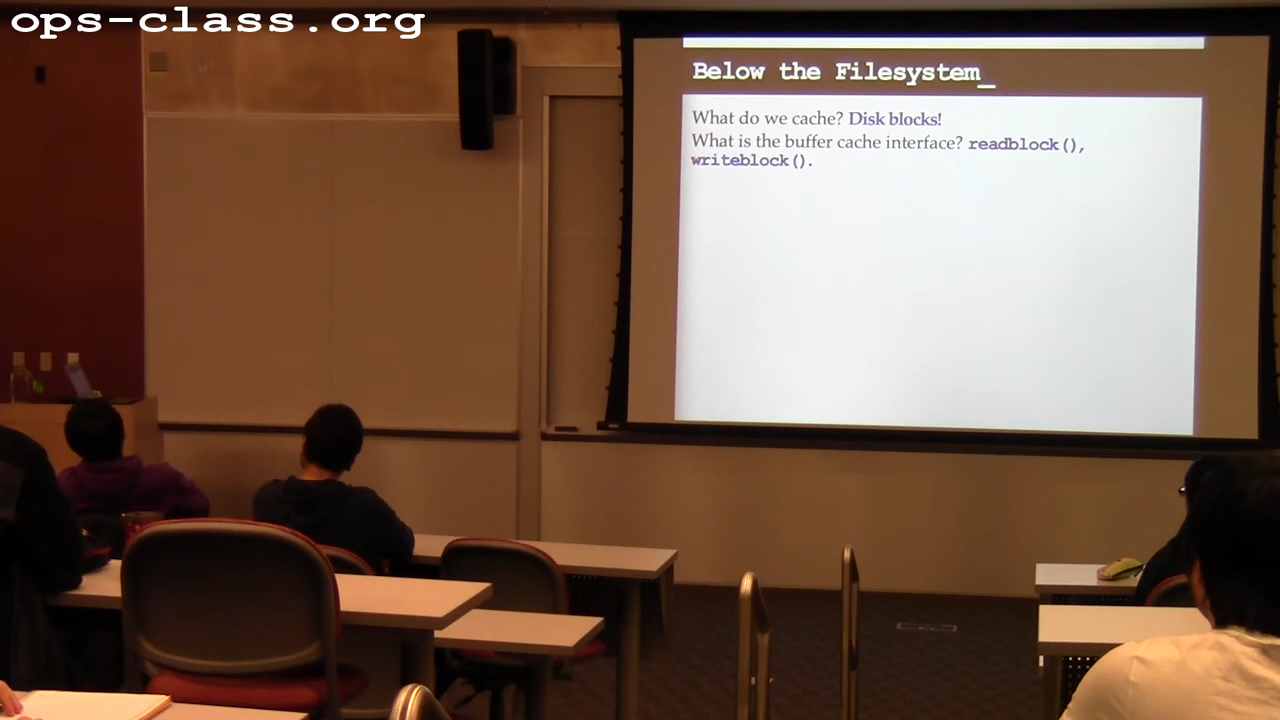 ops-class.org
Below the Filesystem_
What do we cache? Disk blocks!
What is the buffer cache interface? readblock(),
writeblock().